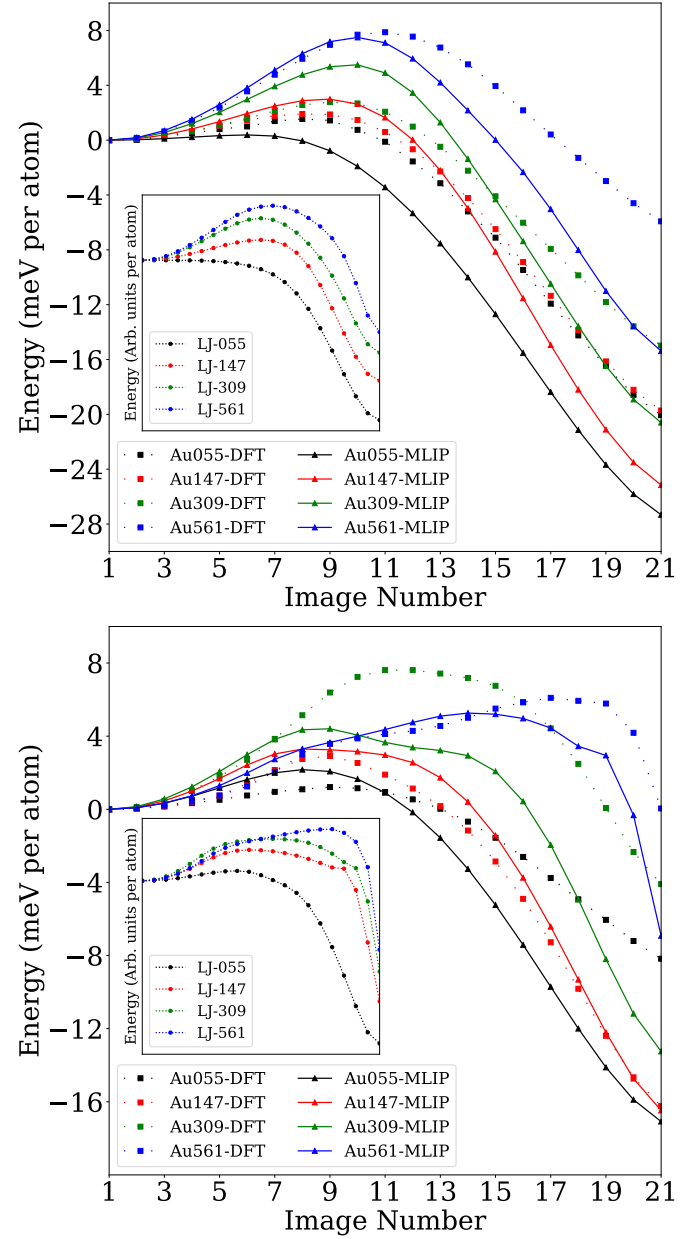 8
4
0
−4
−8
−12
−16
−20
−24
−28
Energy (meV per atom)
Energy (Arb. units per atom)
LJ-055
LJ-147
LJ-309
LJ-561
Au055-DFT Au055-MLIP
Au147-DFT Au147-MLIP
Au309-DFT Au309-MLIP
Au561-DFT Au561-MLIP
1 3 5 7 9 11 13 15 17 19 21
Image Number
8
4
0
−4
−8
−12
−16
Energy (meV per atom)
Energy (Arb. units per atom)
LJ-055
LJ-147
LJ-309
LJ-561
Au055-DFT Au055-MLIP
Au147-DFT Au147-MLIP
Au309-DFT Au309-MLIP
Au561-DFT Au561-MLIP
1 3 5 7 9 11 13 15 17 19 21
Image Number